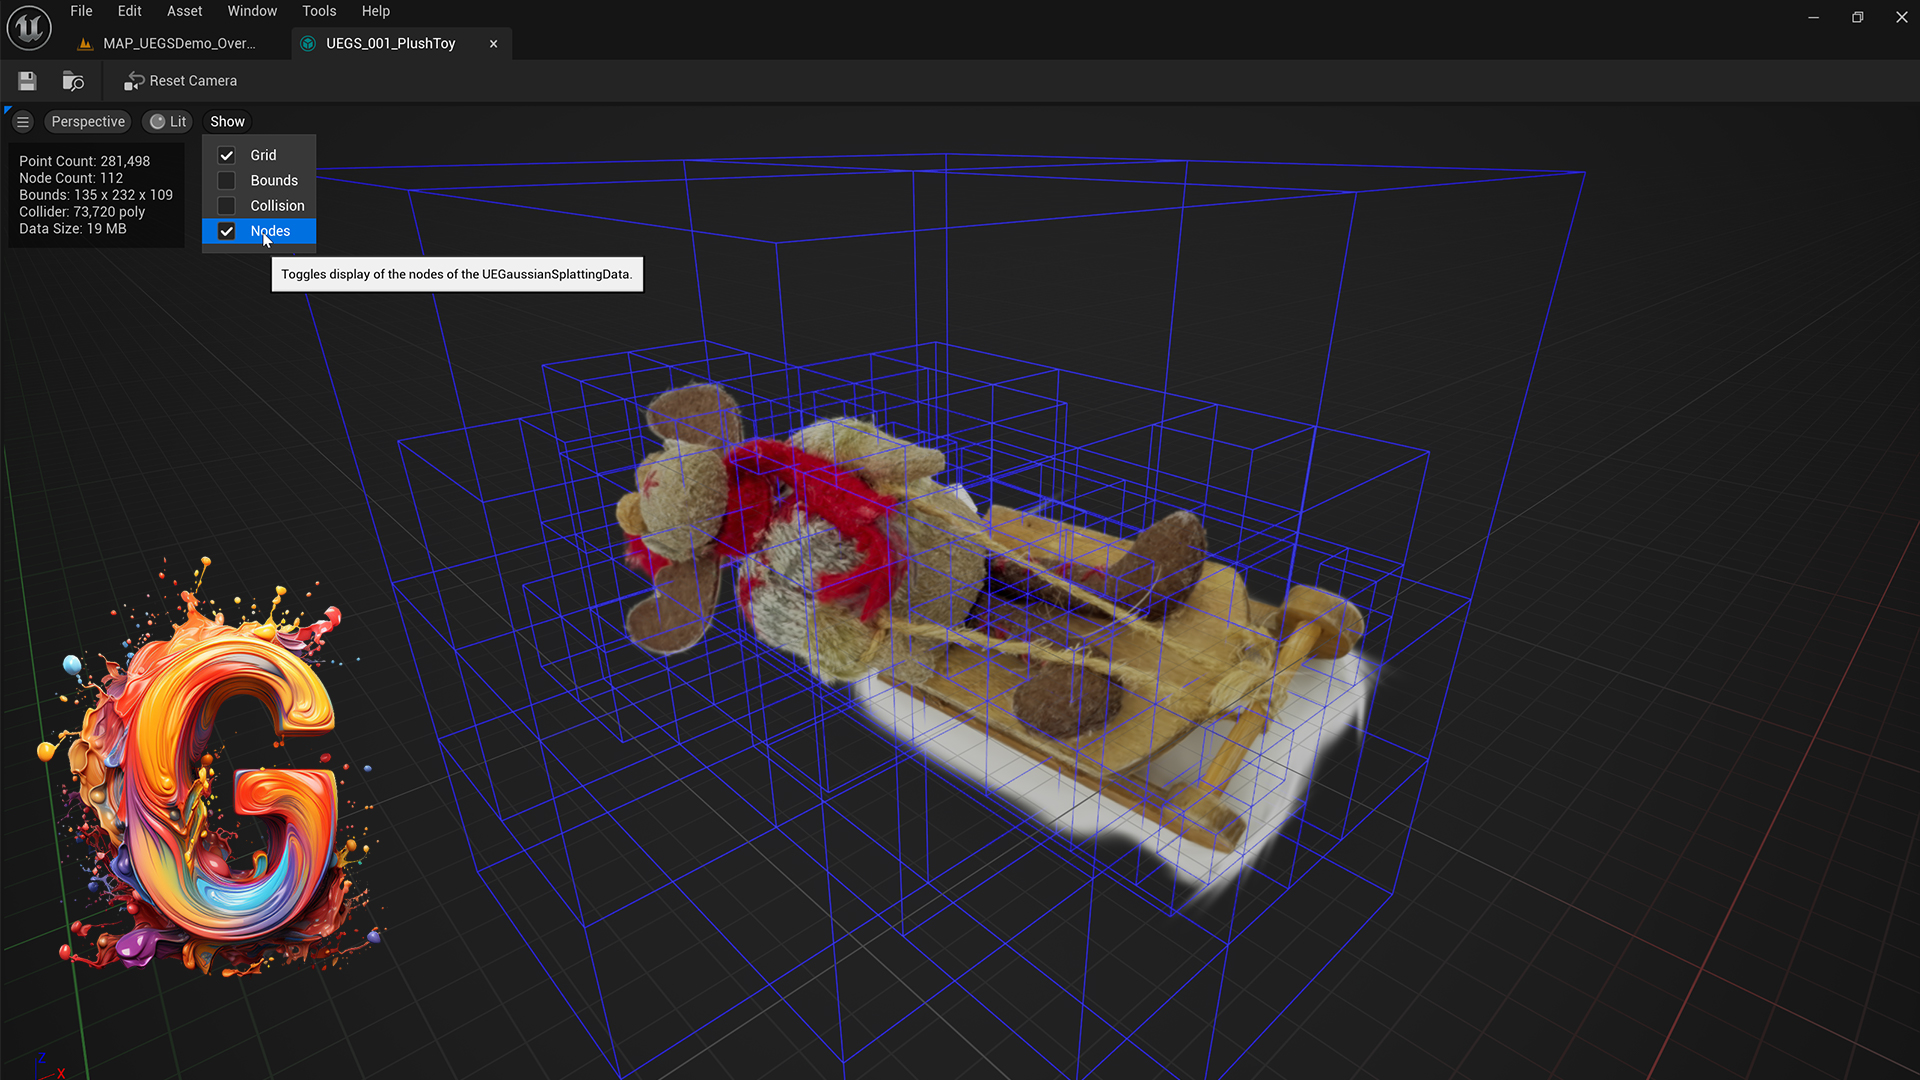 File Edit Asset Window Tools Help
MAP_UEGSDemo_Over...
UEGS_001_PlushToy
Reset Camera
Perspective
Lit
Show
Point Count: 281,498
Node Count: 112
Bounds: 135 x 232 x 109
Collider: 73,720 poly
Data Size: 19 MB
Grid
Bounds
Collision
Nodes
Toggles display of the nodes of the UEGaussianSplattingData.
G
Z
X